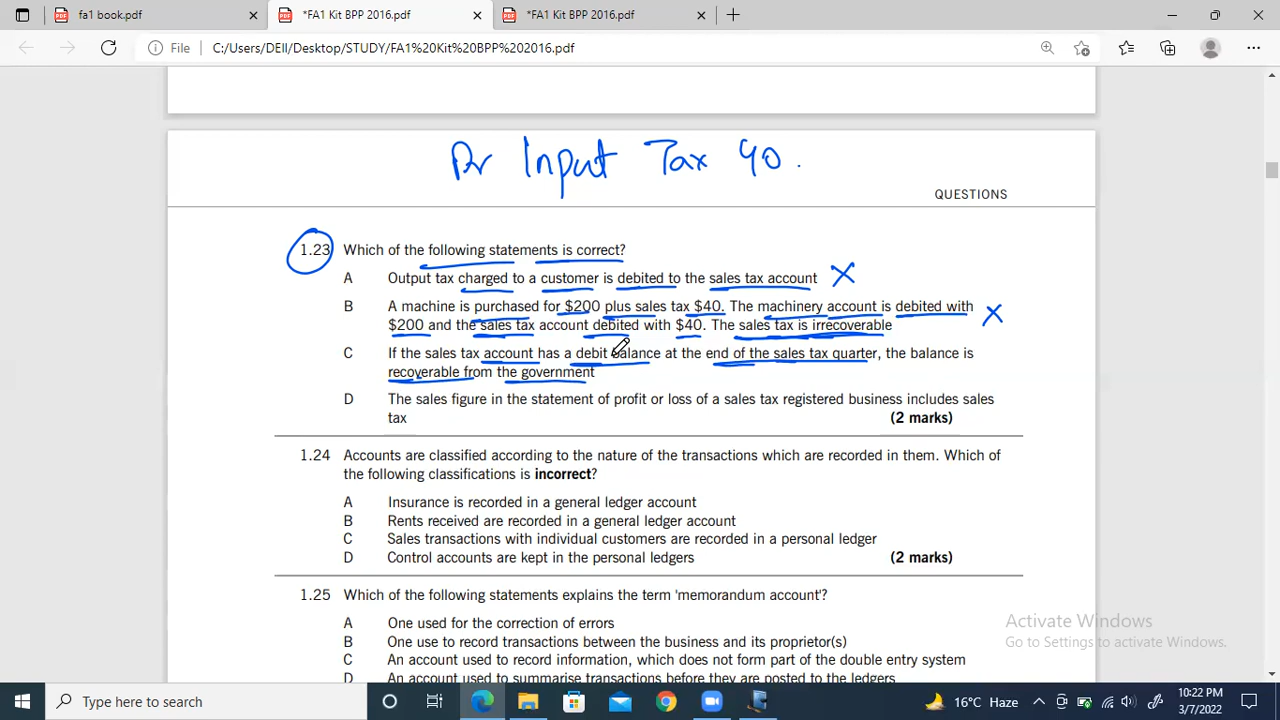 fa1 book.pdf
*FA1 Kit BPP 2016.pdf
*FA1 Kit BPP 2016.pdf
File
C:/Users/DEll/Desktop/STUDY/FA1%20Kit%20BPP%202016.pdf
Dr Input Tax 40.
QUESTIONS
1.23 Which of the following statements is correct?
A Output tax charged to a customer is debited to the sales tax account X
B A machine is purchased for $200 plus sales tax $40. The machinery account is debited with X
$200 and the sales tax account debited with $40. The sales tax is irrecoverable
C If the sales tax account has a debit balance at the end of the sales tax quarter, the balance is
recoverable from the government
D The sales figure in the statement of profit or loss of a sales tax registered business includes sales
tax (2 marks)
1.24 Accounts are classified according to the nature of the transactions which are recorded in them. Which of
the following classifications is incorrect?
A Insurance is recorded in a general ledger account
B Rents received are recorded in a general ledger account
C Sales transactions with individual customers are recorded in a personal ledger
D Control accounts are kept in the personal ledgers (2 marks)
1.25 Which of the following statements explains the term 'memorandum account'?
A One used for the correction of errors
B One use to record transactions between the business and its proprietor(s)
C An account used to record information, which does not form part of the double entry system
D An account used to summarise transactions before they are posted to the ledgers
Activate Windows
Go to Settings to activate Windows.
Type here to search
16°C Haze
10:22 PM
3/7/2022